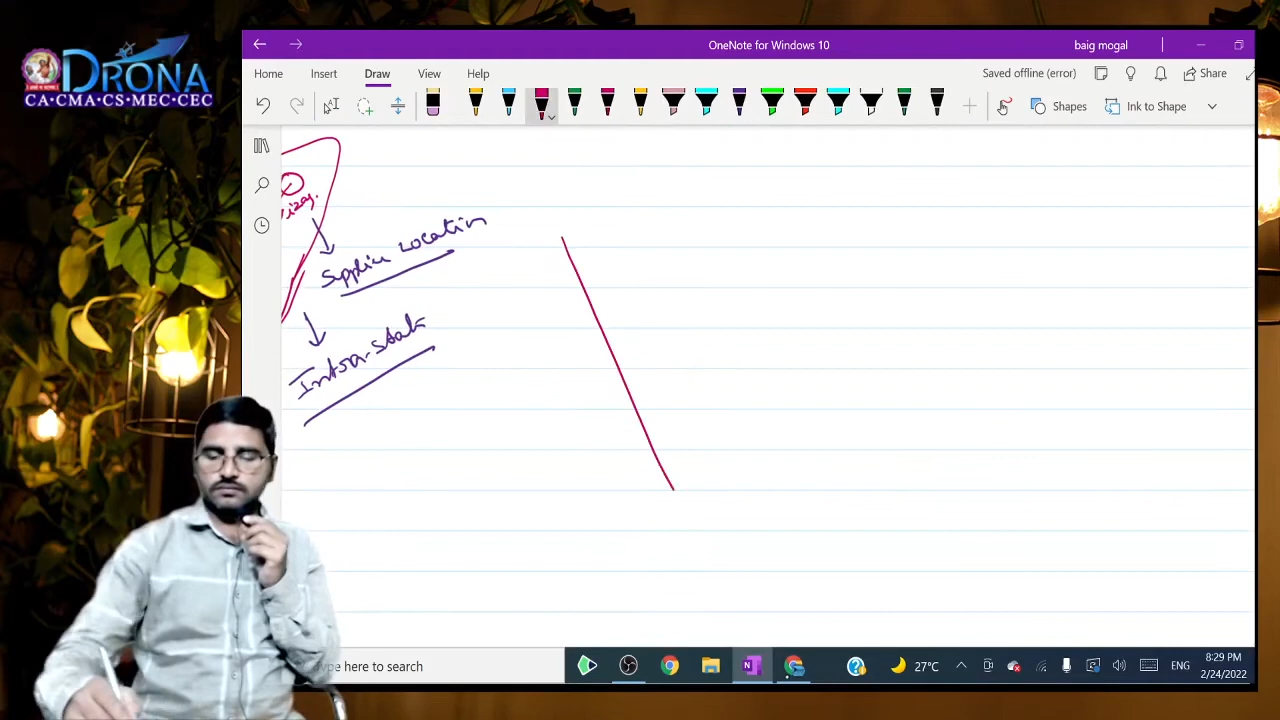 DRONA
CA•CMA•CS•MEC•CEC
OneNote for Windows 10
baig mogal
Home Insert Draw View Help
Saved offline (error)
Share
Shapes
Ink to Shape
Location
Intra-state
ype here to search
27°C
ENG
8:29 PM
2/24/2022